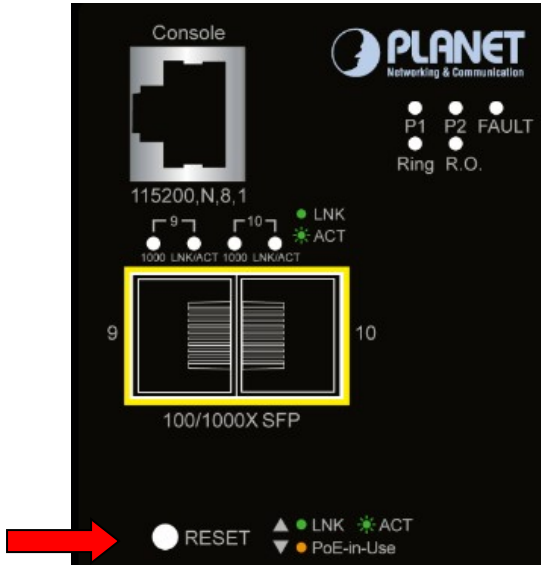 Console
PLANET
Networking & Communication
P1 P2 FAULT
Ring R.O.
115200,N,8,1
LNK
9 10
ACT
1000 LNK/ACT 1000 LNK/ACT
9 10
100/1000X SFP
RESET
LNK ACT
PoE-in-Use